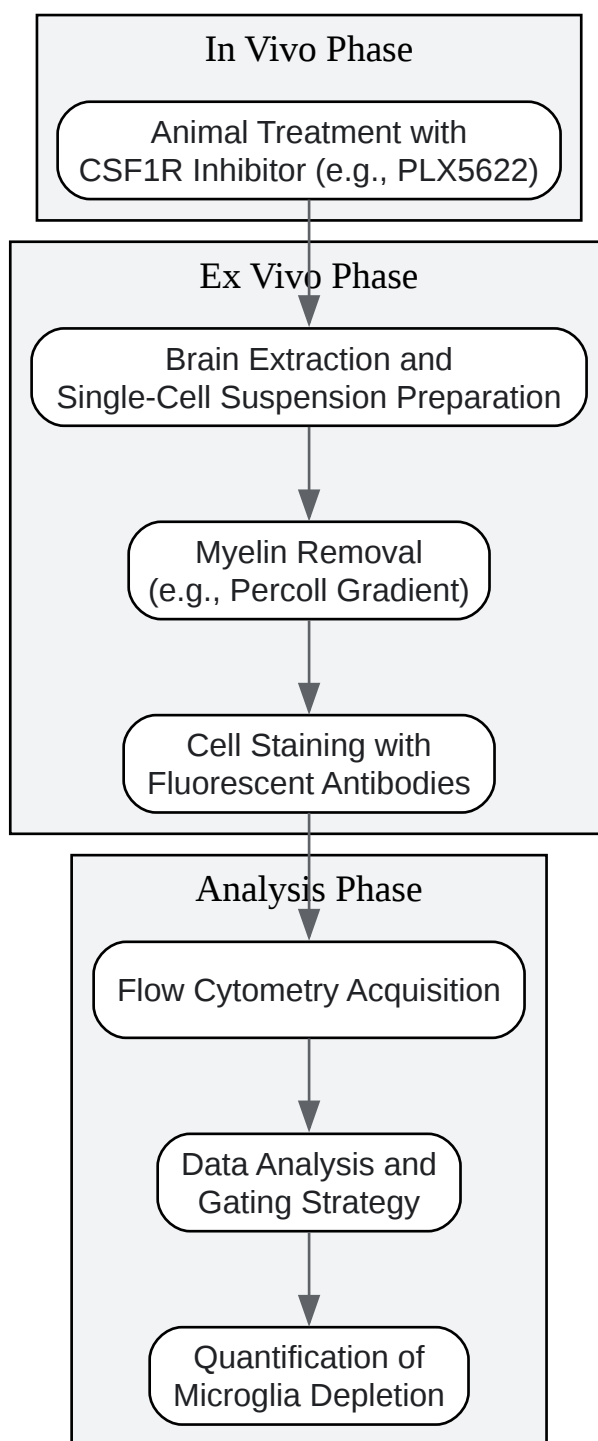 In Vivo Phase
Animal Treatment with
CSF1R Inhibitor (e.g., PLX5622)
Ex Vivo Phase
Brain Extraction and
Single-Cell Suspension Preparation
Myelin Removal
(e.g., Percoll Gradient)
Cell Staining with
Fluorescent Antibodies
Analysis Phase
Flow Cytometry Acquisition
Data Analysis and
Gating Strategy
Quantification of
Microglia Depletion